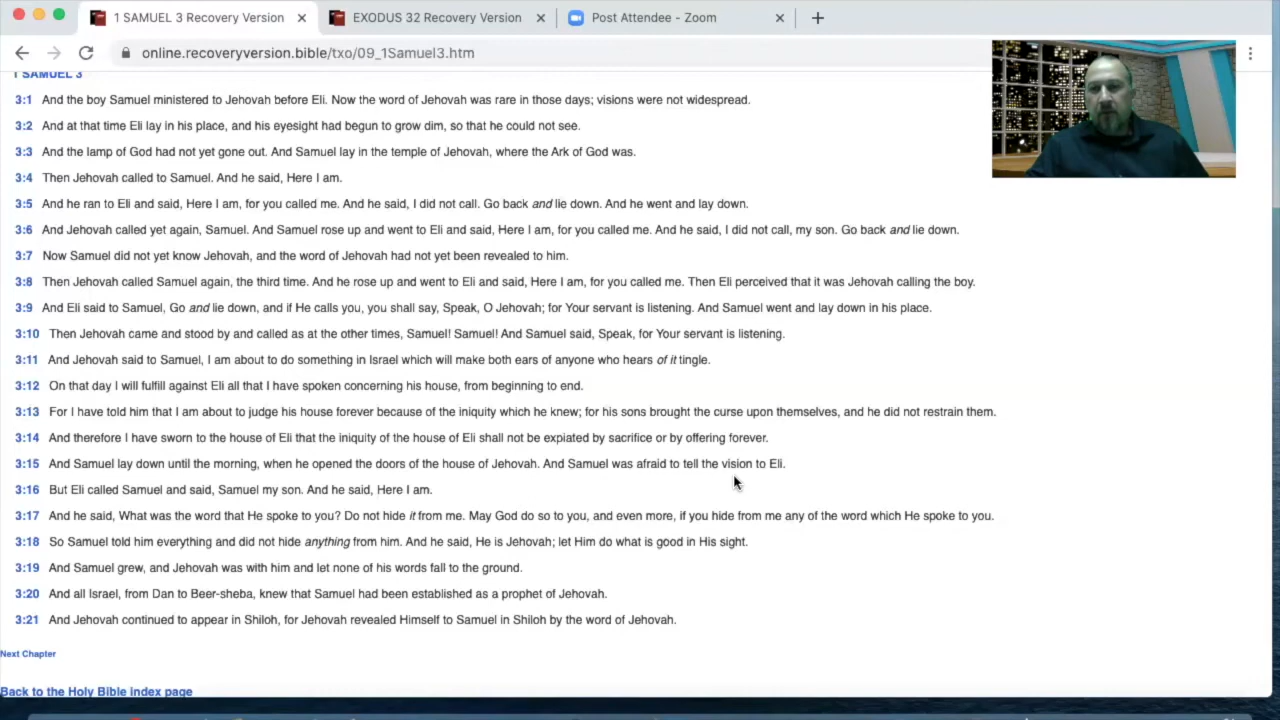 1 SAMUEL 3 Recovery Version
EXODUS 32 Recovery Version
Post Attendee - Zoom
online.recoveryversion.bible/txo/09_1Samuel3.htm
1 SAMUEL 3
3:1 And the boy Samuel ministered to Jehovah before Eli. Now the word of Jehovah was rare in those days; visions were not widespread.
3:2 And at that time Eli lay in his place, and his eyesight had begun to grow dim, so that he could not see.
3:3 And the lamp of God had not yet gone out. And Samuel lay in the temple of Jehovah, where the Ark of God was.
3:4 Then Jehovah called to Samuel. And he said, Here I am.
3:5 And he ran to Eli and said, Here I am, for you called me. And he said, I did not call. Go back and lie down. And he went and lay down.
3:6 And Jehovah called yet again, Samuel. And Samuel rose up and went to Eli and said, Here I am, for you called me. And he said, I did not call, my son. Go back and lie down.
3:7 Now Samuel did not yet know Jehovah, and the word of Jehovah had not yet been revealed to him.
3:8 Then Jehovah called Samuel again, the third time. And he rose up and went to Eli and said, Here I am, for you called me. Then Eli perceived that it was Jehovah calling the boy.
3:9 And Eli said to Samuel, Go and lie down, and if He calls you, you shall say, Speak, O Jehovah; for Your servant is listening. And Samuel went and lay down in his place.
3:10 Then Jehovah came and stood by and called as at the other times, Samuel! Samuel! And Samuel said, Speak, for Your servant is listening.
3:11 And Jehovah said to Samuel, I am about to do something in Israel which will make both ears of anyone who hears of it tingle.
3:12 On that day I will fulfill against Eli all that I have spoken concerning his house, from beginning to end.
3:13 For I have told him that I am about to judge his house forever because of the iniquity which he knew; for his sons brought the curse upon themselves, and he did not restrain them.
3:14 And therefore I have sworn to the house of Eli that the iniquity of the house of Eli shall not be expiated by sacrifice or by offering forever.
3:15 And Samuel lay down until the morning, when he opened the doors of the house of Jehovah. And Samuel was afraid to tell the vision to Eli.
3:16 But Eli called Samuel and said, Samuel my son. And he said, Here I am.
3:17 And he said, What was the word that He spoke to you? Do not hide it from me. May God do so to you, and even more, if you hide from me any of the word which He spoke to you.
3:18 So Samuel told him everything and did not hide anything from him. And he said, He is Jehovah; let Him do what is good in His sight.
3:19 And Samuel grew, and Jehovah was with him and let none of his words fall to the ground.
3:20 And all Israel, from Dan to Beer-sheba, knew that Samuel had been established as a prophet of Jehovah.
3:21 And Jehovah continued to appear in Shiloh, for Jehovah revealed Himself to Samuel in Shiloh by the word of Jehovah.
Next Chapter
Back to the Holy Bible index page